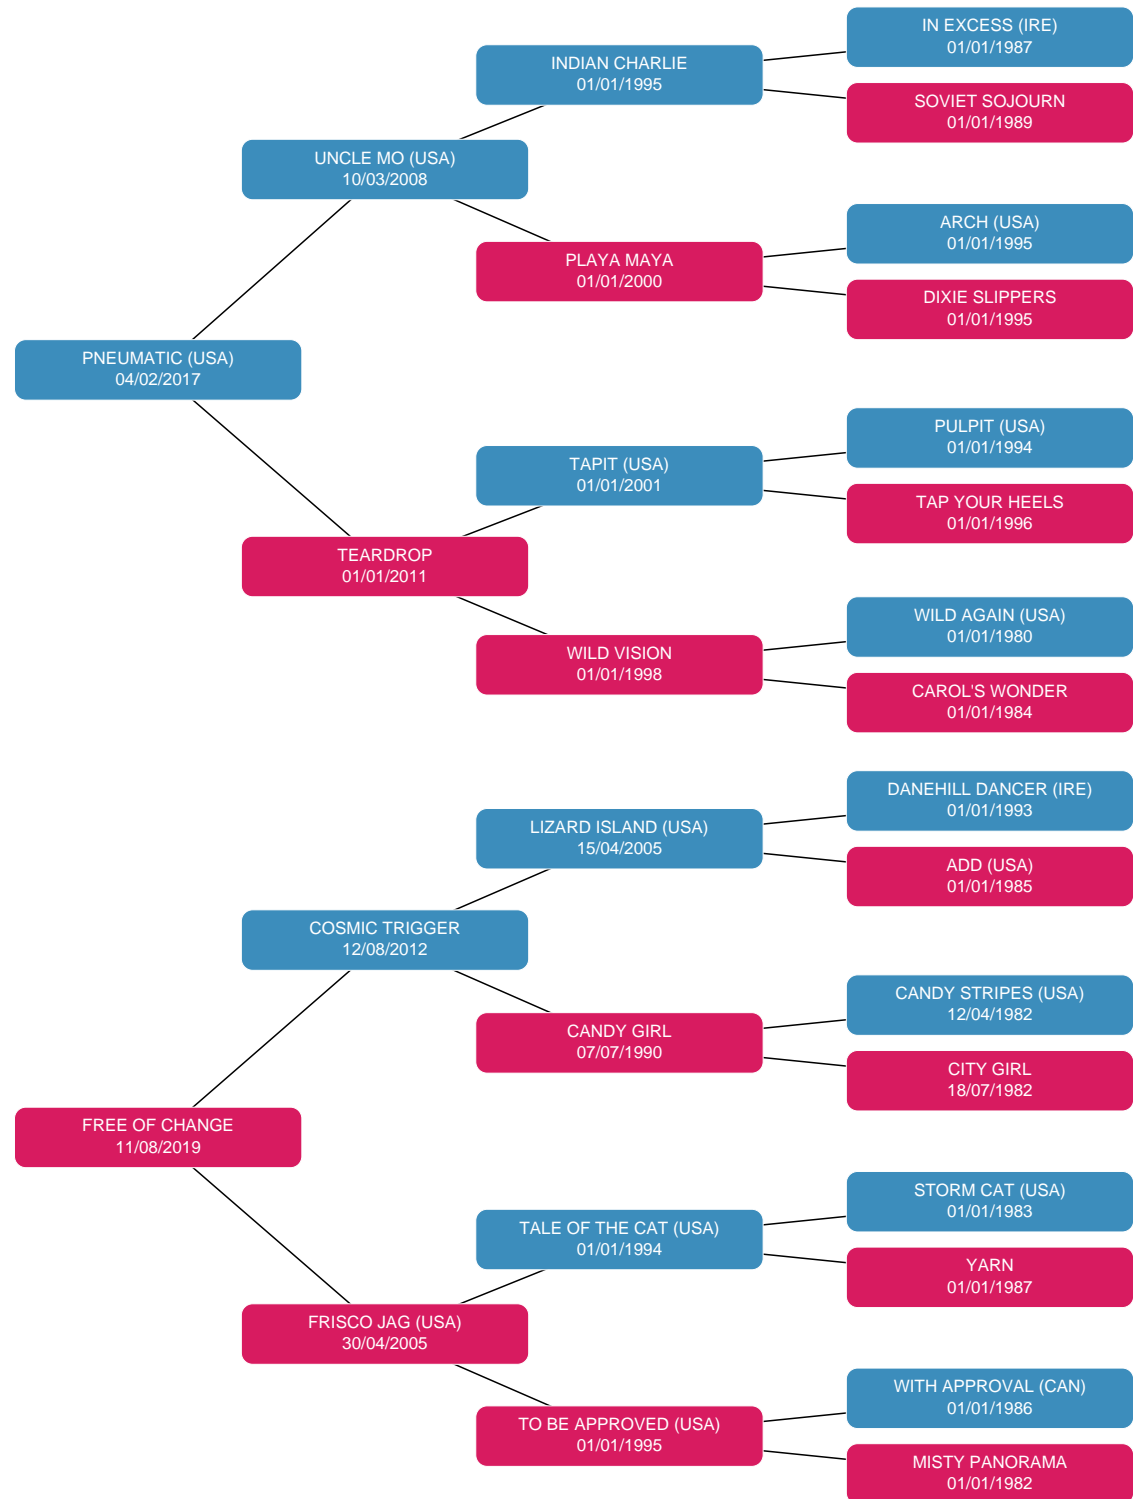 IN EXCESS (IRE)
01/01/1987
INDIAN CHARLIE
01/01/1995
SOVIET SOJOURN
01/01/1989
UNCLE MO (USA)
10/03/2008
ARCH (USA)
01/01/1995
PLAYA MAYA
01/01/2000
DIXIE SLIPPERS
01/01/1995
PNEUMATIC (USA)
04/02/2017
PULPIT (USA)
01/01/1994
TAPIT (USA)
01/01/2001
TAP YOUR HEELS
01/01/1996
TEARDROP
01/01/2011
WILD AGAIN (USA)
01/01/1980
WILD VISION
01/01/1998
CAROL'S WONDER
01/01/1984
DANEHILL DANCER (IRE)
01/01/1993
LIZARD ISLAND (USA)
15/04/2005
ADD (USA)
01/01/1985
COSMIC TRIGGER
12/08/2012
CANDY STRIPES (USA)
12/04/1982
CANDY GIRL
07/07/1990
CITY GIRL
18/07/1982
FREE OF CHANGE
11/08/2019
STORM CAT (USA)
01/01/1983
TALE OF THE CAT (USA)
01/01/1994
YARN
01/01/1987
FRISCO JAG (USA)
30/04/2005
WITH APPROVAL (CAN)
01/01/1986
TO BE APPROVED (USA)
01/01/1995
MISTY PANORAMA
01/01/1982